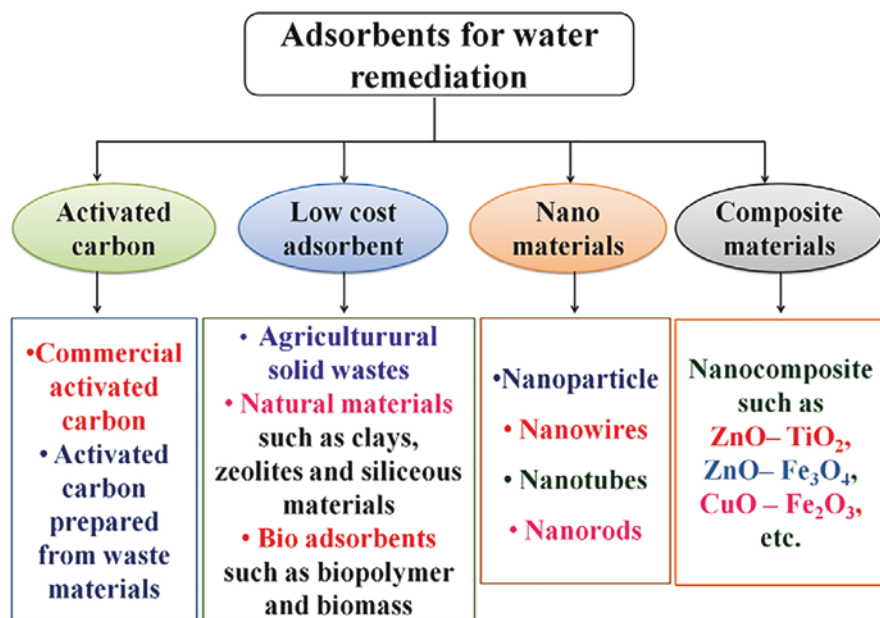 Adsorbents for water
remediation
Activated
carbon
Low cost
adsorbent
Nano
materials
Composite
materials
•Commercial
activated
carbon
• Activated
carbon
prepared
from waste
materials
• Agriculturural
solid wastes
• Natural materials
such as clays,
zeolites and siliceous
materials
• Bio adsorbents
such as biopolymer
and biomass
•Nanoparticle
• Nanowires
• Nanotubes
• Nanorods
Nanocomposite
such as
ZnO– TiO₂,
ZnO– Fe₃O₄,
CuO – Fe₂O₃,
etc.